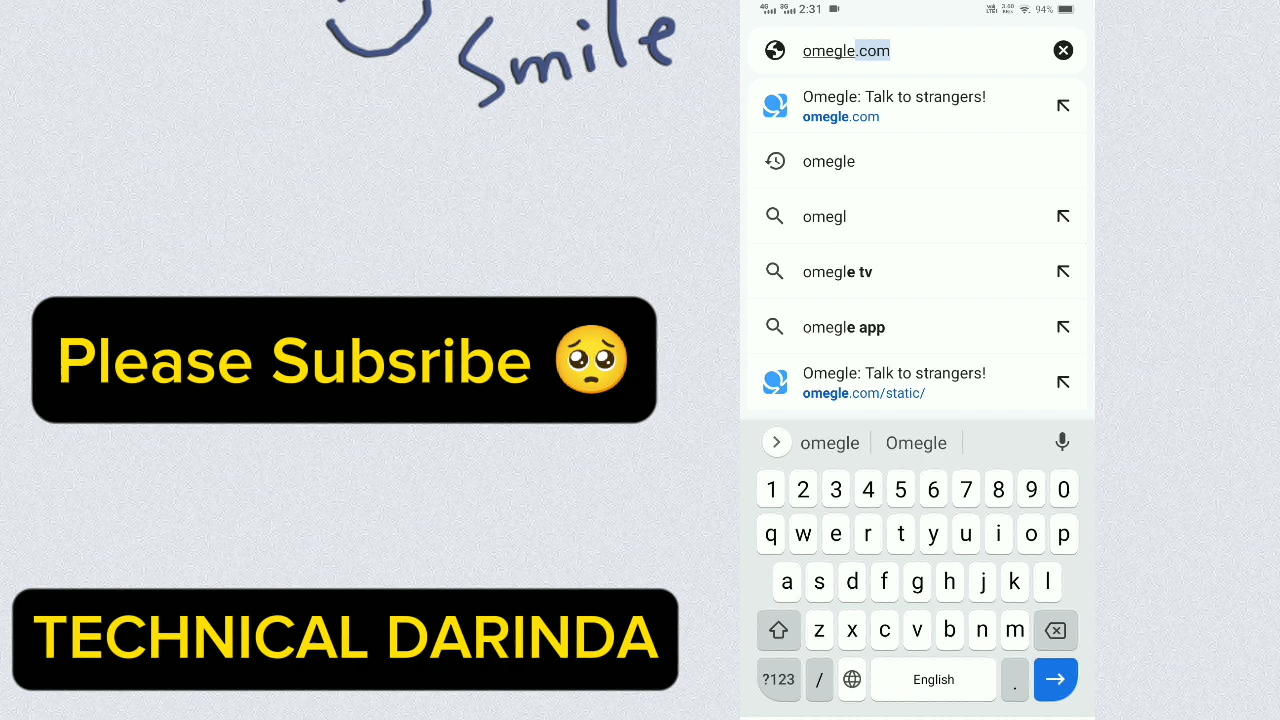 Smile
Please Subsribe 🥺
TECHNICAL DARINDA
4G 3G 2:31 94%
omegle.com
Omegle: Talk to strangers!
omegle.com
omegle
omegl
omegle tv
omegle app
Omegle: Talk to strangers!
omegle.com/static/
omegle Omegle
1 2 3 4 5 6 7 8 9 0
q w e r t y u i o p
a s d f g h j k l
z x c v b n m
?123 / English .